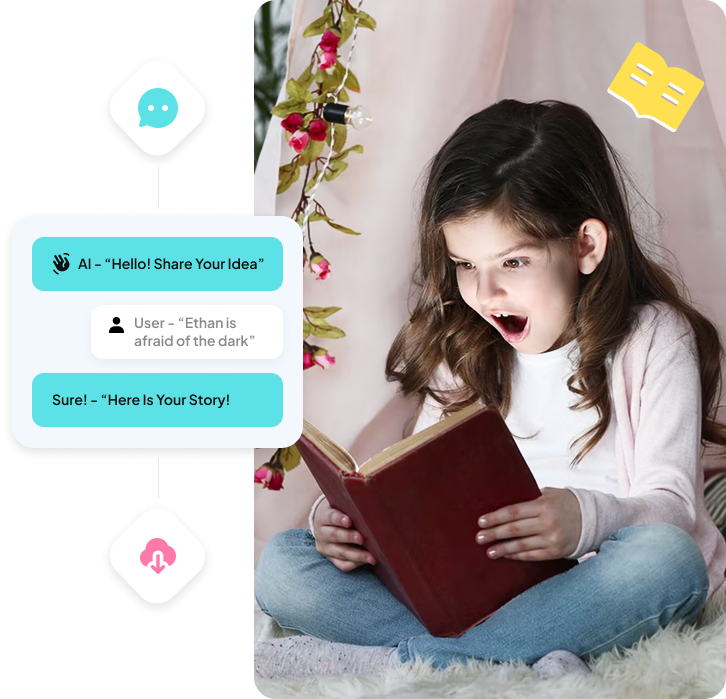 AI - “Hello! Share Your Idea”
User - “Ethan is
afraid of the dark”
Sure! - “Here Is Your Story!